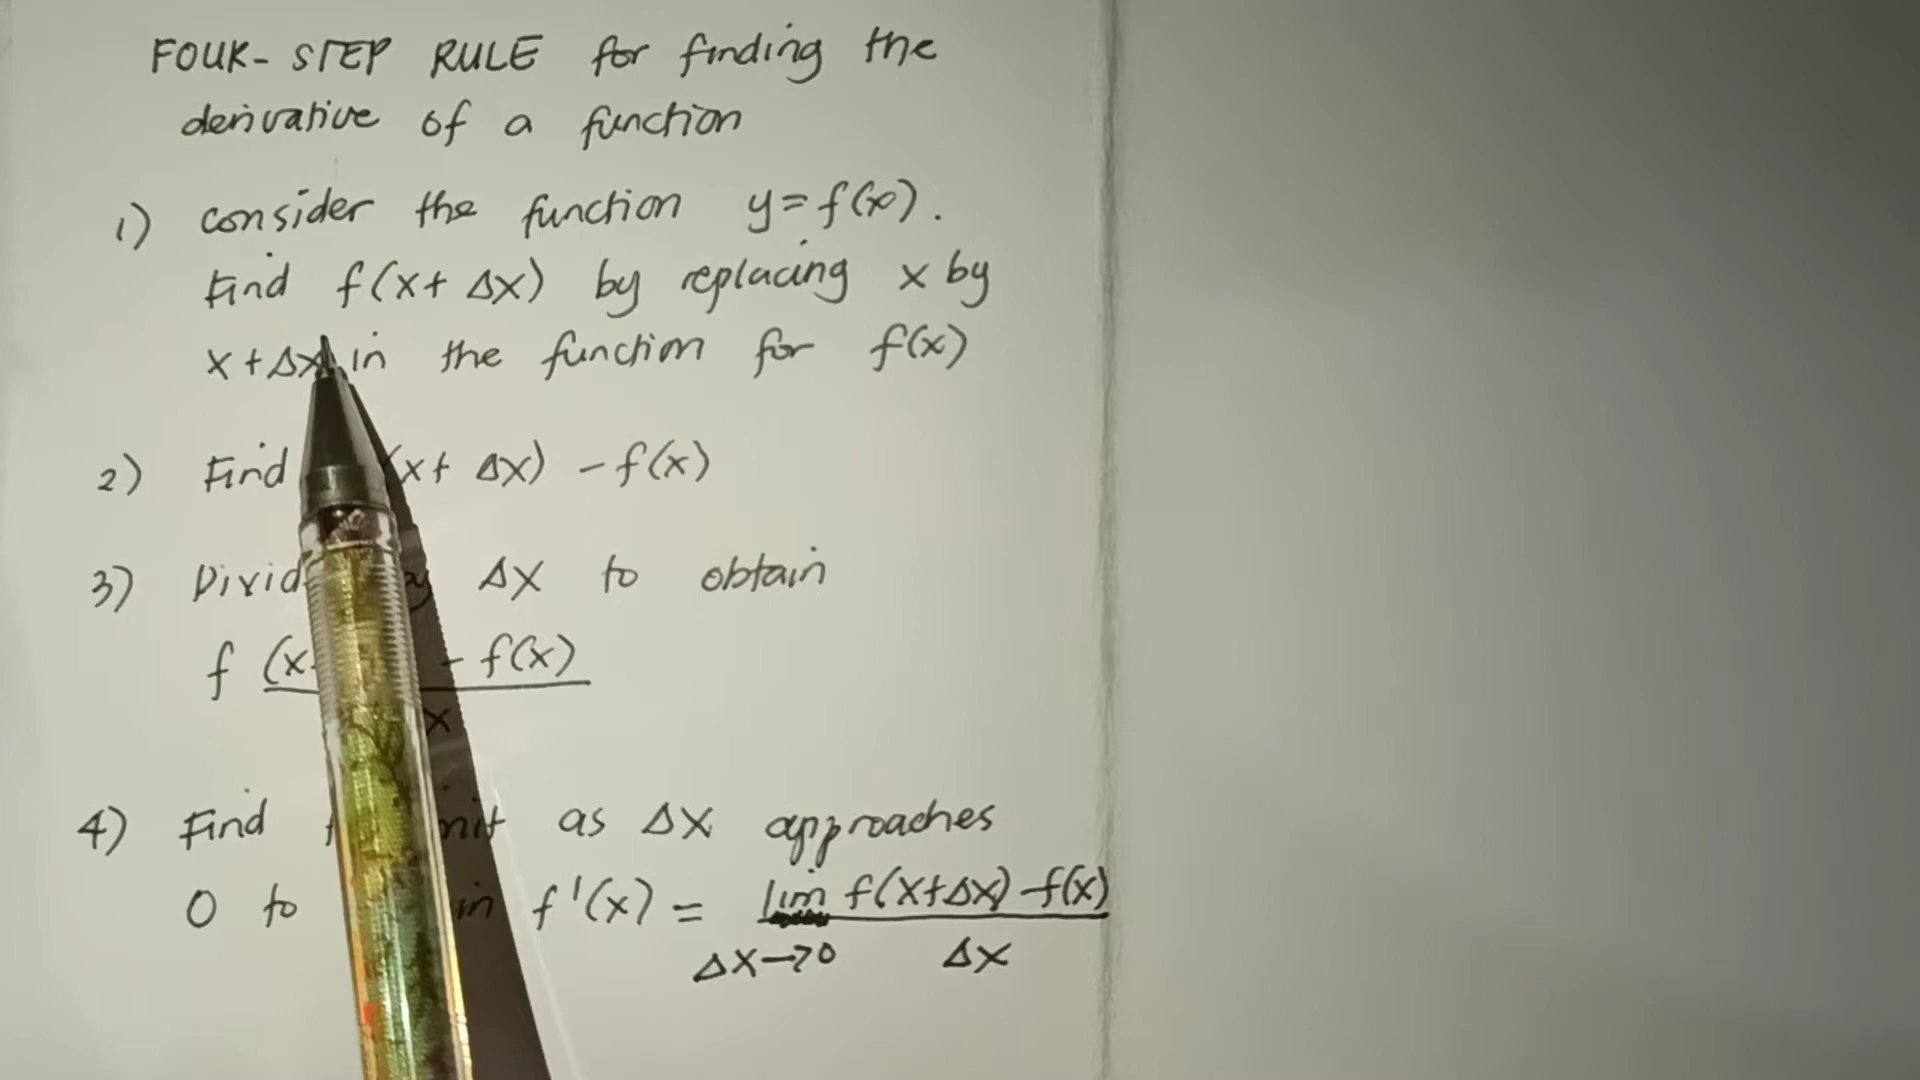 FOUR-STEP RULE for finding the
derivative of a function
1) consider the function y=f(x).
Find f(x+ Δx) by replacing x by
x+Δx in the function for f(x)
2) Find (x+ Δx) -f(x)
3) Δx to obtain
f (x - f(x)
x
4) Find as Δx approaches
0 to f'(x) = lim f(x+Δx)-f(x)
Δx→0 Δx